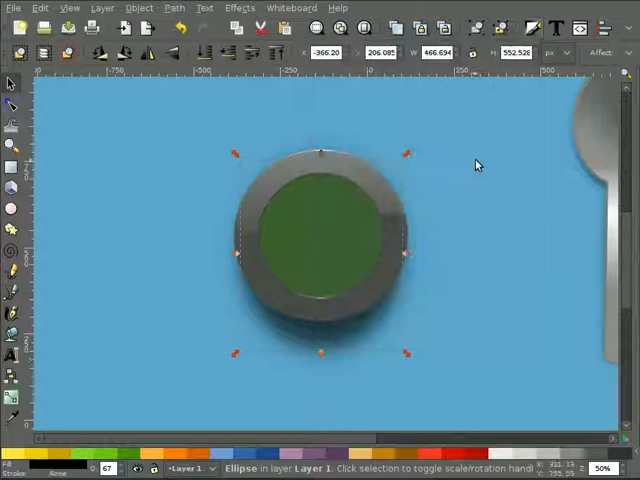 File Edit View Layer Object Path Text Effects Whiteboard Help
X -366.20 206.085 W 466.694 H 552.528 px Affect:
-750 -500 -250 0 250 500
Fill
Stroke: None O: 67 Layer 1 Ellipse in layer Layer 1. Click selection to toggle scale/rotation handl Z: 50%